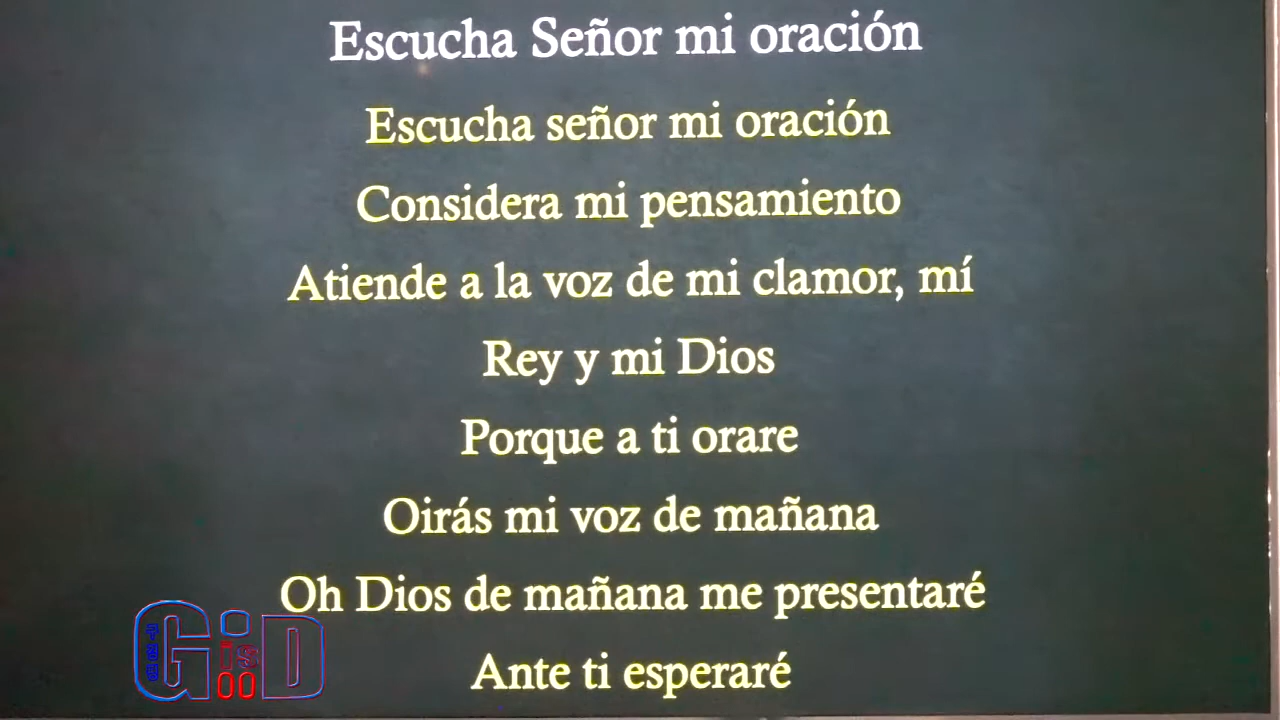 Escucha Señor mi oración
Escucha señor mi oración
Considera mi pensamiento
Atiende a la voz de mi clamor, mí
Rey y mi Dios
Porque a ti orare
Oirás mi voz de mañana
Oh Dios de mañana me presentaré
Ante ti esperaré
GisD